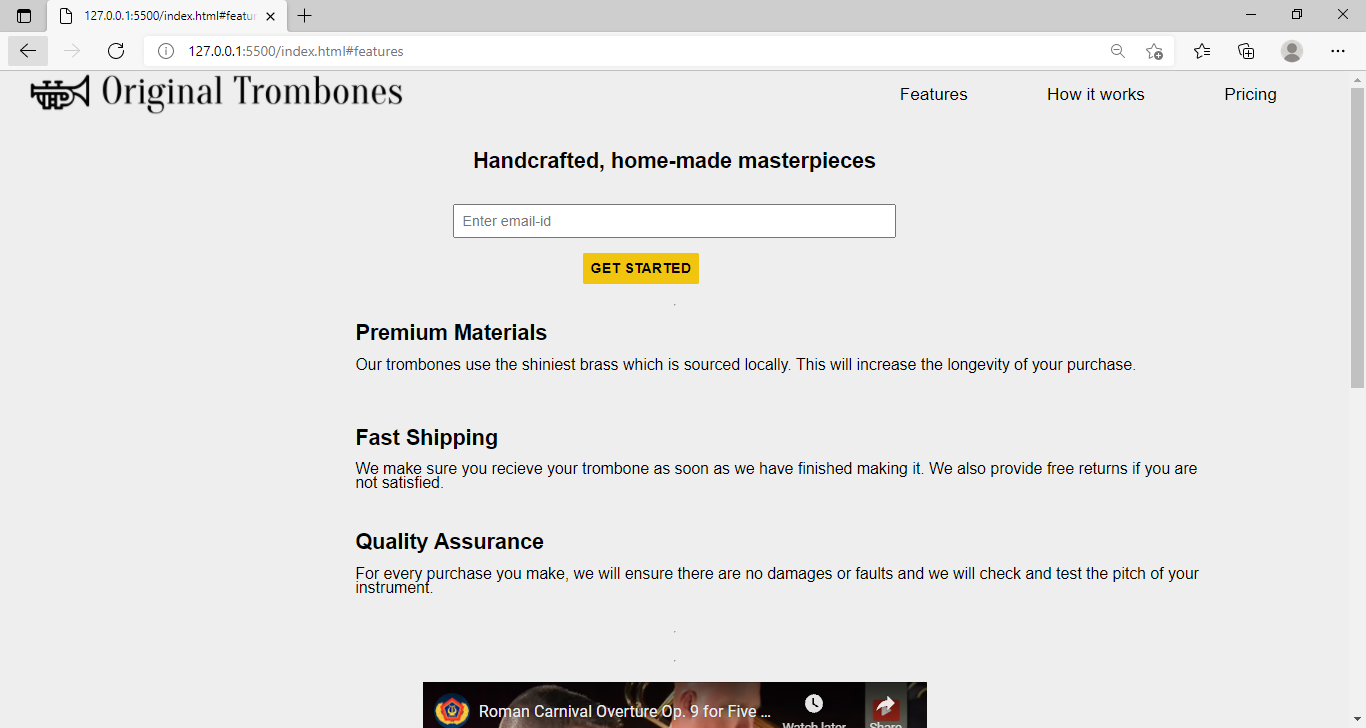 127.0.0.1:5500/index.html#featur
127.0.0.1:5500/index.html#features
Original Trombones
Features
How it works
Pricing
Handcrafted, home-made masterpieces
Enter email-id
GET STARTED
Premium Materials
Our trombones use the shiniest brass which is sourced locally. This will increase the longevity of your purchase.
Fast Shipping
We make sure you recieve your trombone as soon as we have finished making it. We also provide free returns if you are
not satisfied.
Quality Assurance
For every purchase you make, we will ensure there are no damages or faults and we will check and test the pitch of your
instrument.
Roman Carnival Overture Op. 9 for Five ...
Watch later
Share